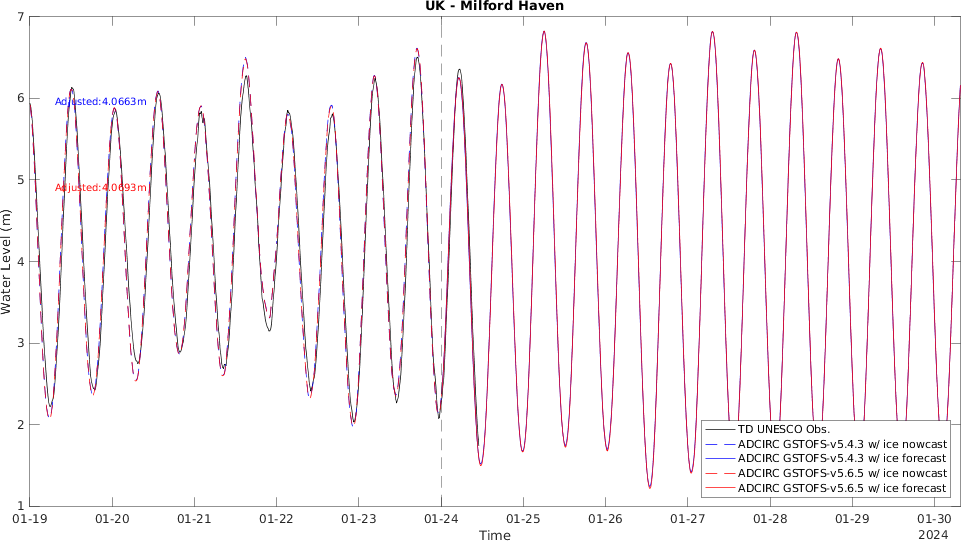 UK - Milford Haven
7
6
5
4
3
2
1
Water Level (m)
Adjusted:4.0663m
Adjusted:4.0693m
TD UNESCO Obs.
ADCIRC GSTOFS-v5.4.3 w/ ice nowcast
ADCIRC GSTOFS-v5.4.3 w/ ice forecast
ADCIRC GSTOFS-v5.6.5 w/ ice nowcast
ADCIRC GSTOFS-v5.6.5 w/ ice forecast
01-19 01-20 01-21 01-22 01-23 01-24 01-25 01-26 01-27 01-28 01-29 01-30
Time
2024